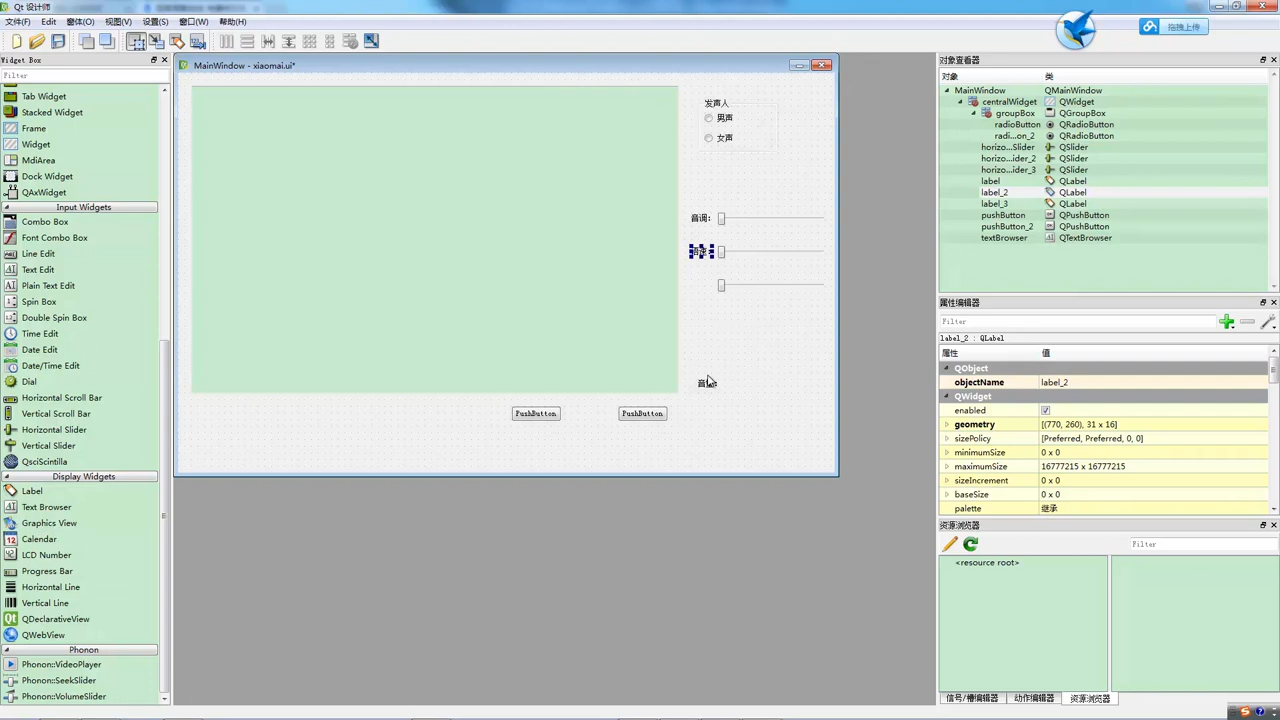 Qt 设计师
文件(F) Edit 窗体(O) 视图(V) 设置(S) 窗口(W) 帮助(H)
拖拽上传
Widget Box
Filter
Tab Widget
Stacked Widget
Frame
Widget
MdiArea
Dock Widget
QAxWidget
Input Widgets
Combo Box
Font Combo Box
Line Edit
Text Edit
Plain Text Edit
Spin Box
Double Spin Box
Time Edit
Date Edit
Date/Time Edit
Dial
Horizontal Scroll Bar
Vertical Scroll Bar
Horizontal Slider
Vertical Slider
QsciScintilla
Display Widgets
Label
Text Browser
Graphics View
Calendar
LCD Number
Progress Bar
Horizontal Line
Vertical Line
QDeclarativeView
QWebView
Phonon
Phonon::VideoPlayer
Phonon::SeekSlider
Phonon::VolumeSlider
MainWindow - xiaomai.ui*
发声人
男声
女声
音调:
PushButton PushButton
对象查看器
对象 类
MainWindow QMainWindow
centralWidget QWidget
groupBox QGroupBox
radioButton QRadioButton
radi...on_2 QRadioButton
horizo...Slider QSlider
horizo...ider_2 QSlider
horizo...ider_3 QSlider
label QLabel
label_2 QLabel
label_3 QLabel
pushButton QPushButton
pushButton_2 QPushButton
textBrowser QTextBrowser
属性编辑器
Filter
label_2 : QLabel
属性 值
QObject
objectName label_2
QWidget
enabled
geometry [(770, 260), 31 x 16]
sizePolicy [Preferred, Preferred, 0, 0]
minimumSize 0 x 0
maximumSize 16777215 x 16777215
sizeIncrement 0 x 0
baseSize 0 x 0
palette 继承
资源浏览器
Filter
<resource root>
信号/槽编辑器 动作编辑器 资源浏览器